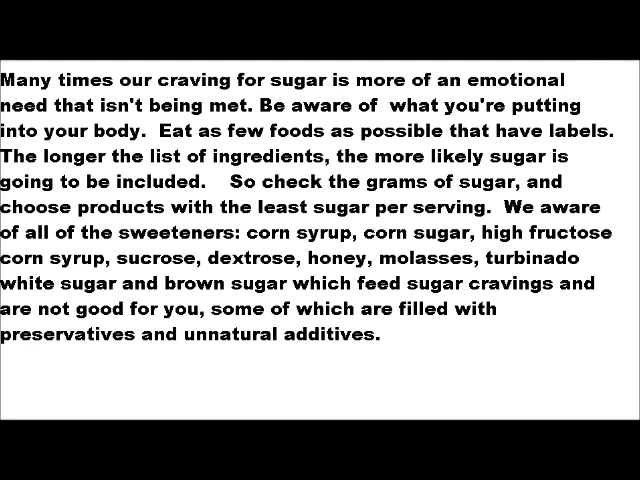 Many times our craving for sugar is more of an emotional
need that isn't being met. Be aware of  what you're putting
into your body.  Eat as few foods as possible that have labels.
The longer the list of ingredients, the more likely sugar is
going to be included.    So check the grams of sugar, and
choose products with the least sugar per serving.  We aware
of all of the sweeteners: corn syrup, corn sugar, high fructose
corn syrup, sucrose, dextrose, honey, molasses, turbinado
white sugar and brown sugar which feed sugar cravings and
are not good for you, some of which are filled with
preservatives and unnatural additives.